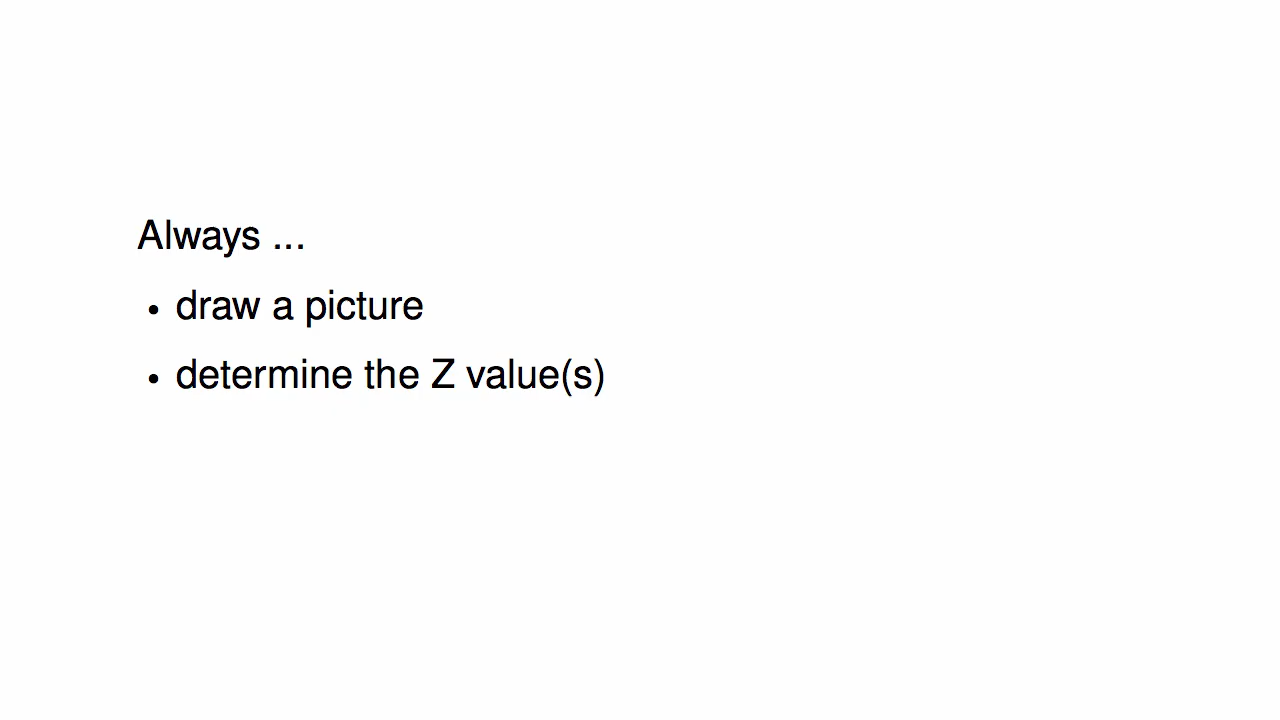 Always ...
• draw a picture
• determine the Z value(s)